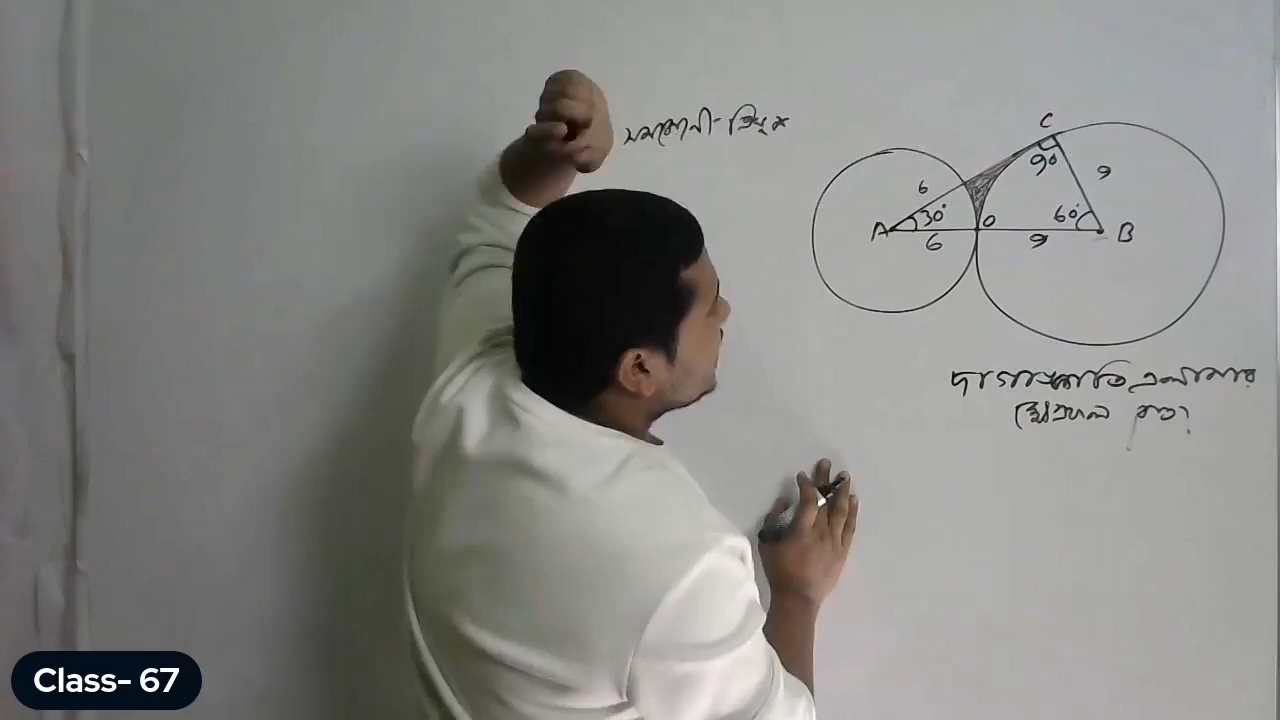 সমকোণী-ত্রিভুজ
C
90°
9
6
30°
60°
A
O
B
6
9
দাগাংকিত এলাকার
ক্ষেত্রফল কত?
Class- 67